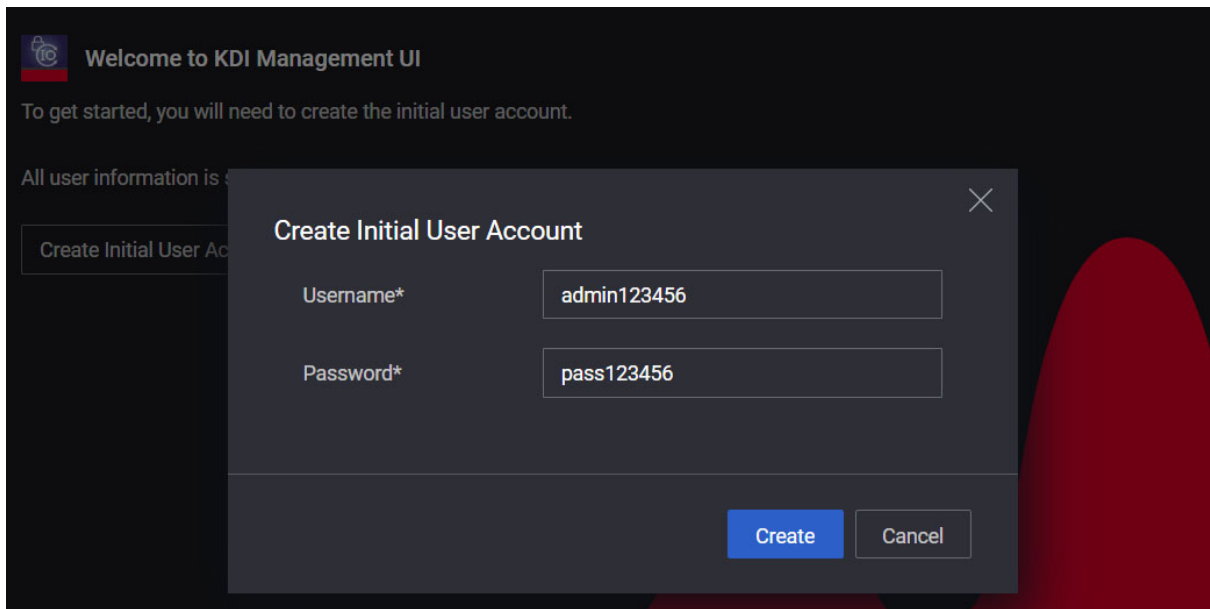 Welcome to KDI Management UI
To get started, you will need to create the initial user account.
All user information is
Create Initial User Account
Create Initial User
Username*
admin123456
Password*
pass123456
Create
Cancel